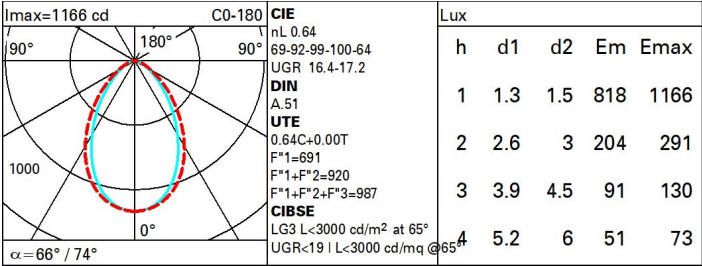 Imax=1166 cd C0-180
90° 180° 90°
1000
0°
α=66° / 74°
CIE
nL 0.64
69-92-99-100-64
UGR 16.4-17.2
DIN
A.51
UTE
0.64C+0.00T
F"1=691
F"1+F"2=920
F"1+F"2+F"3=987
CIBSE
LG3 L<3000 cd/m² at 65°
UGR<19 | L<3000 cd/mq @65°
Lux
h d1 d2 Em Emax
1 1.3 1.5 818 1166
2 2.6 3 204 291
3 3.9 4.5 91 130
4 5.2 6 51 73